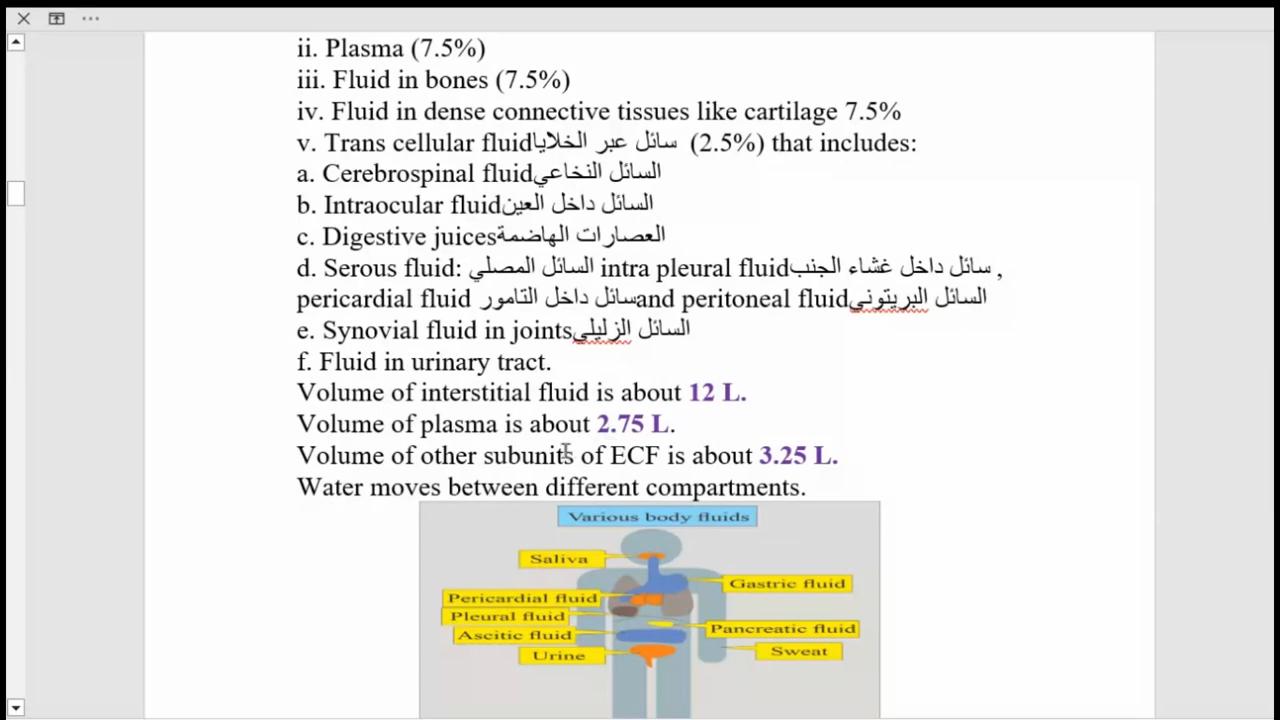 ii. Plasma (7.5%)
iii. Fluid in bones (7.5%)
iv. Fluid in dense connective tissues like cartilage 7.5%
v. Trans cellular fluidسائل عبر الخلايا (2.5%) that includes:
a. Cerebrospinal fluidالسائل النخاعي
b. Intraocular fluidالسائل داخل العين
c. Digestive juicesالعصارات الهاضمة
d. Serous fluid: السائل المصلي intra pleural fluidسائل داخل غشاء الجنب ,
pericardial fluid سائل داخل التامورand peritoneal fluidالسائل البريتوني
e. Synovial fluid in jointsالسائل الزليلي
f. Fluid in urinary tract.
Volume of interstitial fluid is about 12 L.
Volume of plasma is about 2.75 L.
Volume of other subunits of ECF is about 3.25 L.
Water moves between different compartments.
Various body fluids
Saliva
Gastric fluid
Pericardial fluid
Pleural fluid
Pancreatic fluid
Ascitic fluid
Sweat
Urine